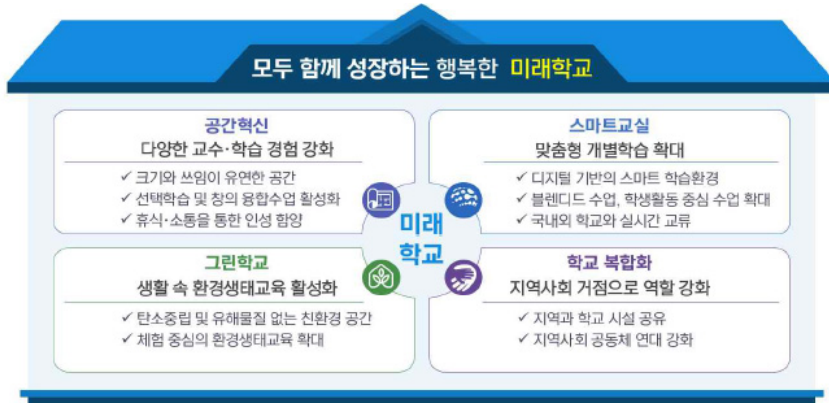 모두 함께 성장하는 행복한 미래학교
공간혁신
다양한 교수·학습 경험 강화
✓ 크기와 쓰임이 유연한 공간
✓ 선택학습 및 창의 융합수업 활성화
✓ 휴식·소통을 통한 인성 함양
스마트교실
맞춤형 개별학습 확대
✓ 디지털 기반의 스마트 학습환경
✓ 블렌디드 수업, 학생활동 중심 수업 확대
✓ 국내외 학교와 실시간 교류
미래
학교
그린학교
생활 속 환경생태교육 활성화
✓ 탄소중립 및 유해물질 없는 친환경 공간
✓ 체험 중심의 환경생태교육 확대
학교 복합화
지역사회 거점으로 역할 강화
✓ 지역과 학교 시설 공유
✓ 지역사회 공동체 연대 강화